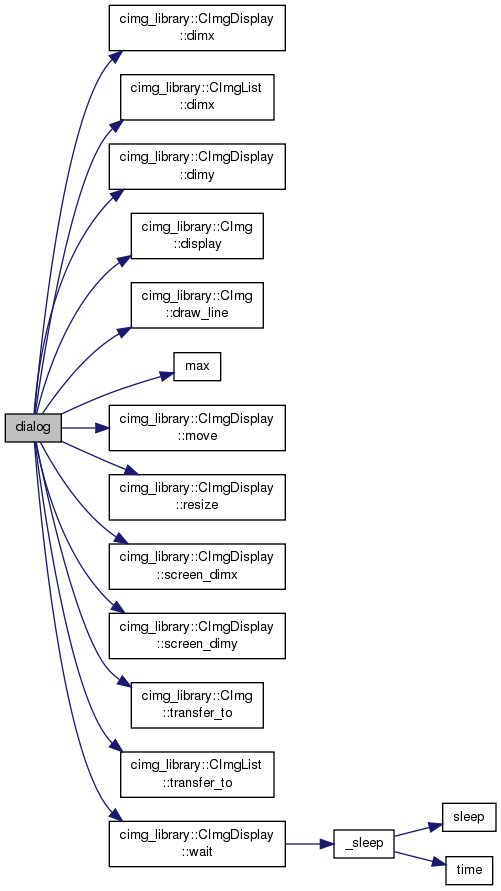 cimg_library::CImgDisplay
::dimx
cimg_library::CImgList
::dimx
cimg_library::CImgDisplay
::dimy
cimg_library::CImg
::display
cimg_library::CImg
::draw_line
max
dialog
cimg_library::CImgDisplay
::move
cimg_library::CImgDisplay
::resize
cimg_library::CImgDisplay
::screen_dimx
cimg_library::CImgDisplay
::screen_dimy
cimg_library::CImg
::transfer_to
cimg_library::CImgList
::transfer_to
cimg_library::CImgDisplay
::wait
_sleep
sleep
time